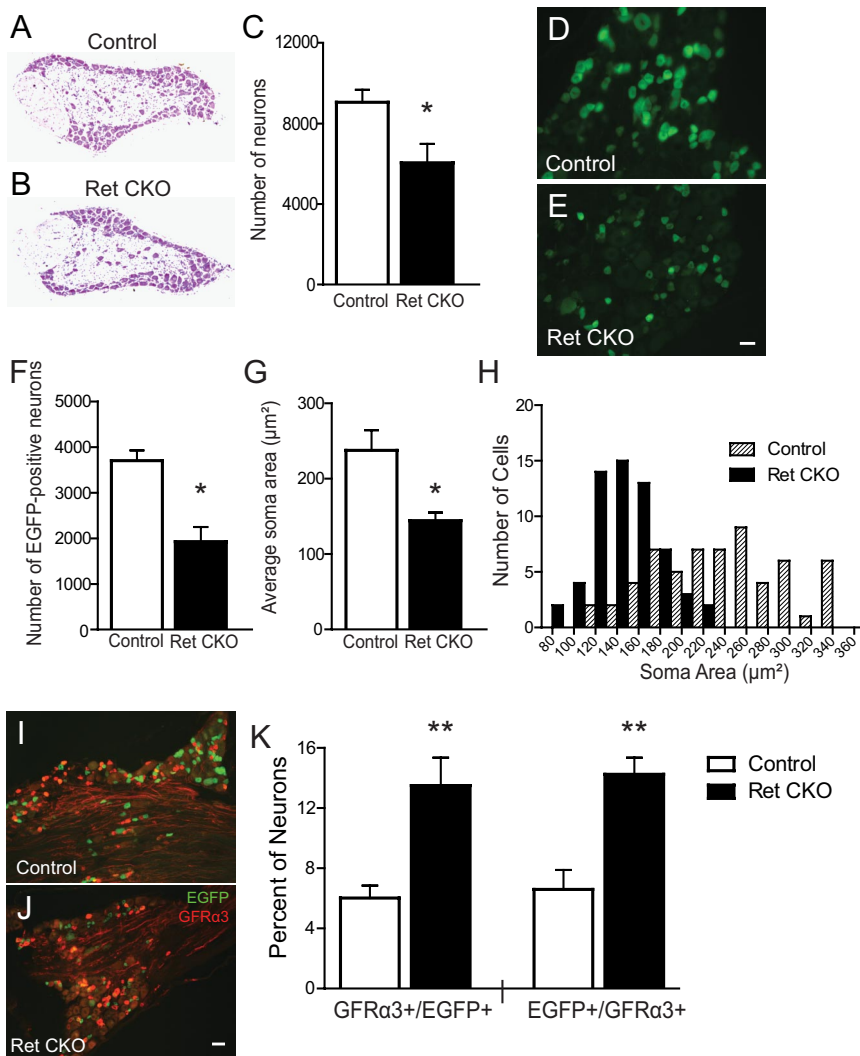 A
Control
B
Ret CKO
C
Number of neurons
12000
8000
4000
0
*
Control
Ret CKO
D
Control
E
Ret CKO
F
Number of EGFP-positive neurons
5000
4000
3000
2000
1000
0
*
Control
Ret CKO
G
Average soma area (µm²)
300
200
100
0
*
Control
Ret CKO
H
Number of Cells
20
15
10
5
0
Control
Ret CKO
80 100 120 140 160 180 200 220 240 260 280 300 320 340 360
Soma Area (µm²)
I
Control
J
EGFP
GFRα3
Ret CKO
K
Percent of Neurons
16
12
8
4
0
**
**
Control
Ret CKO
GFRα3+/EGFP+
EGFP+/GFRα3+